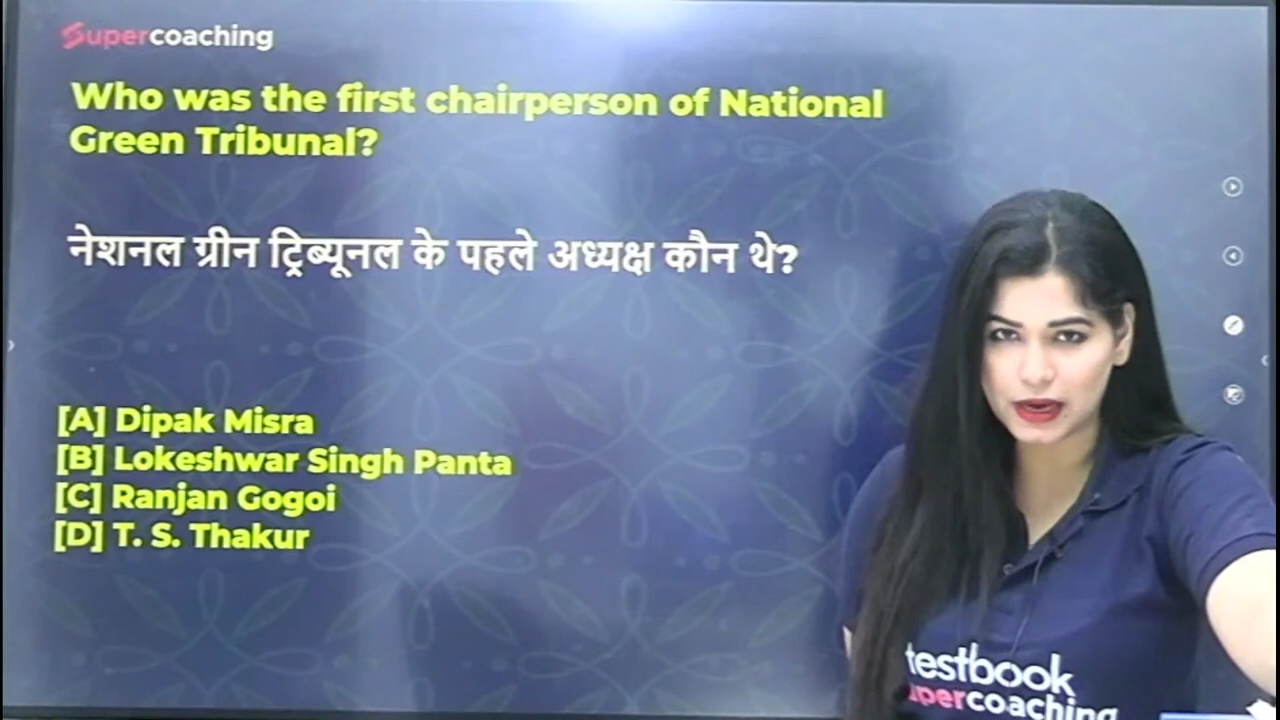 Supercoaching
Who was the first chairperson of National
Green Tribunal?
नेशनल ग्रीन ट्रिब्यूनल के पहले अध्यक्ष कौन थे?
[A] Dipak Misra
[B] Lokeshwar Singh Panta
[C] Ranjan Gogoi
[D] T. S. Thakur
testbook
supercoaching